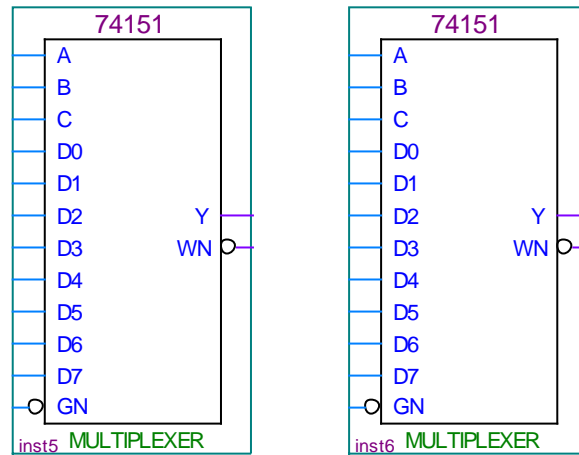 74151
A
B
C
D0
D1
D2
D3
D4
D5
D6
D7
GN
Y
WN
inst5 MULTIPLEXER
74151
A
B
C
D0
D1
D2
D3
D4
D5
D6
D7
GN
Y
WN
inst6 MULTIPLEXER